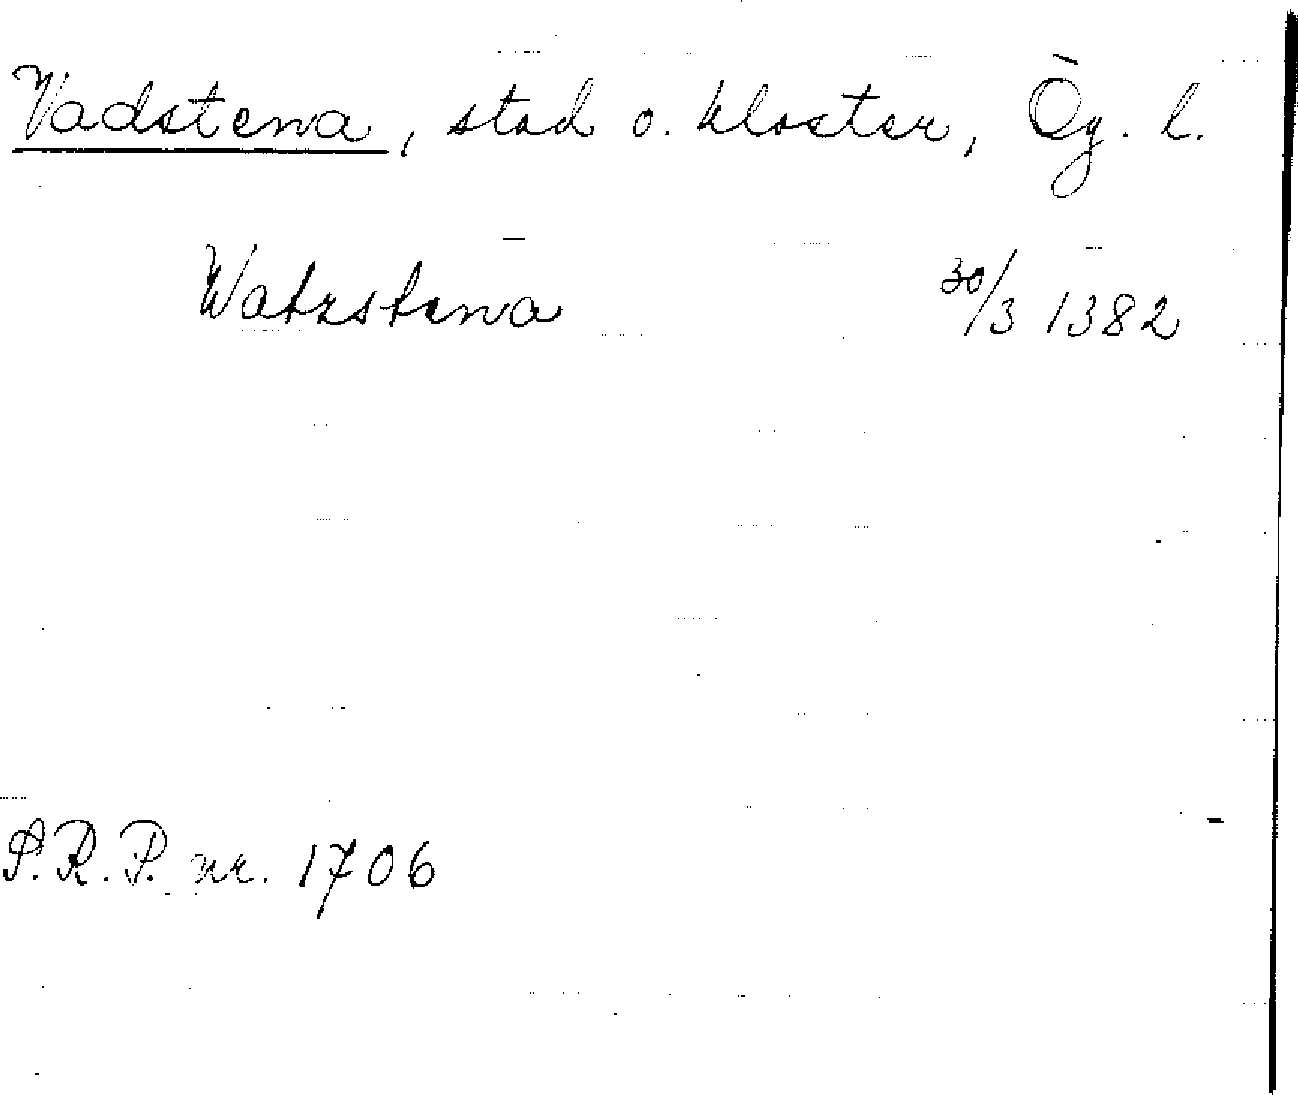 Vadstena, stad o. kloster, Ög. l.
Watzstena 30/3 1382
S.R.P. nr. 1706